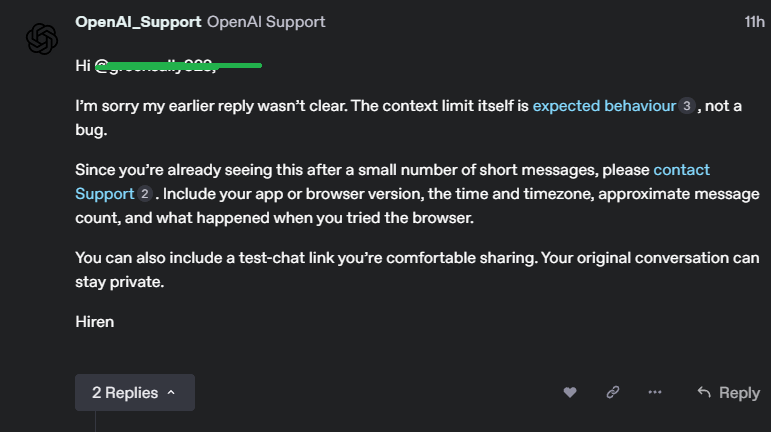 OpenAI_Support OpenAI Support 11h
Hi
I'm sorry my earlier reply wasn't clear. The context limit itself is expected behaviour 3 , not a
bug.
Since you're already seeing this after a small number of short messages, please contact
Support 2 . Include your app or browser version, the time and timezone, approximate message
count, and what happened when you tried the browser.
You can also include a test-chat link you're comfortable sharing. Your original conversation can
stay private.
Hiren
2 Replies
Reply